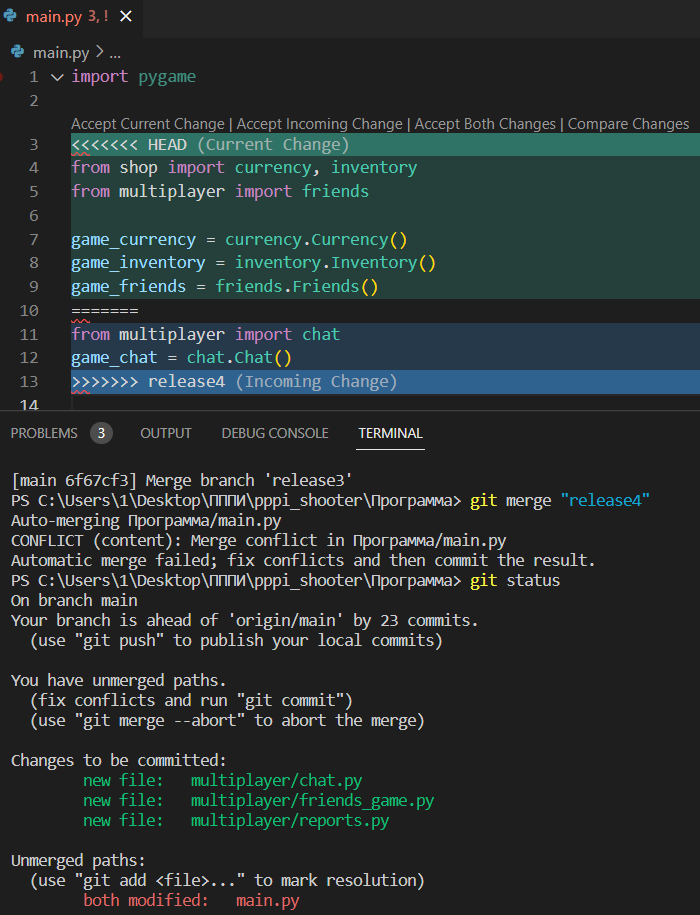 main.py 3, !
main.py > ...
1 import pygame
2
Accept Current Change | Accept Incoming Change | Accept Both Changes | Compare Changes
3 <<<<<<< HEAD (Current Change)
4 from shop import currency, inventory
5 from multiplayer import friends
6
7 game_currency = currency.Currency()
8 game_inventory = inventory.Inventory()
9 game_friends = friends.Friends()
10 =======
11 from multiplayer import chat
12 game_chat = chat.Chat()
13 >>>>>>> release4 (Incoming Change)
14
PROBLEMS 3 OUTPUT DEBUG CONSOLE TERMINAL
[main 6f67cf3] Merge branch 'release3'
PS C:\Users\1\Desktop\ПППИ\pppi_shooter\Программа> git merge "release4"
Auto-merging Программа/main.py
CONFLICT (content): Merge conflict in Программа/main.py
Automatic merge failed; fix conflicts and then commit the result.
PS C:\Users\1\Desktop\ПППИ\pppi_shooter\Программа> git status
On branch main
Your branch is ahead of 'origin/main' by 23 commits.
(use "git push" to publish your local commits)
You have unmerged paths.
(fix conflicts and run "git commit")
(use "git merge --abort" to abort the merge)
Changes to be committed:
new file: multiplayer/chat.py
new file: multiplayer/friends_game.py
new file: multiplayer/reports.py
Unmerged paths:
(use "git add <file>..." to mark resolution)
both modified: main.py